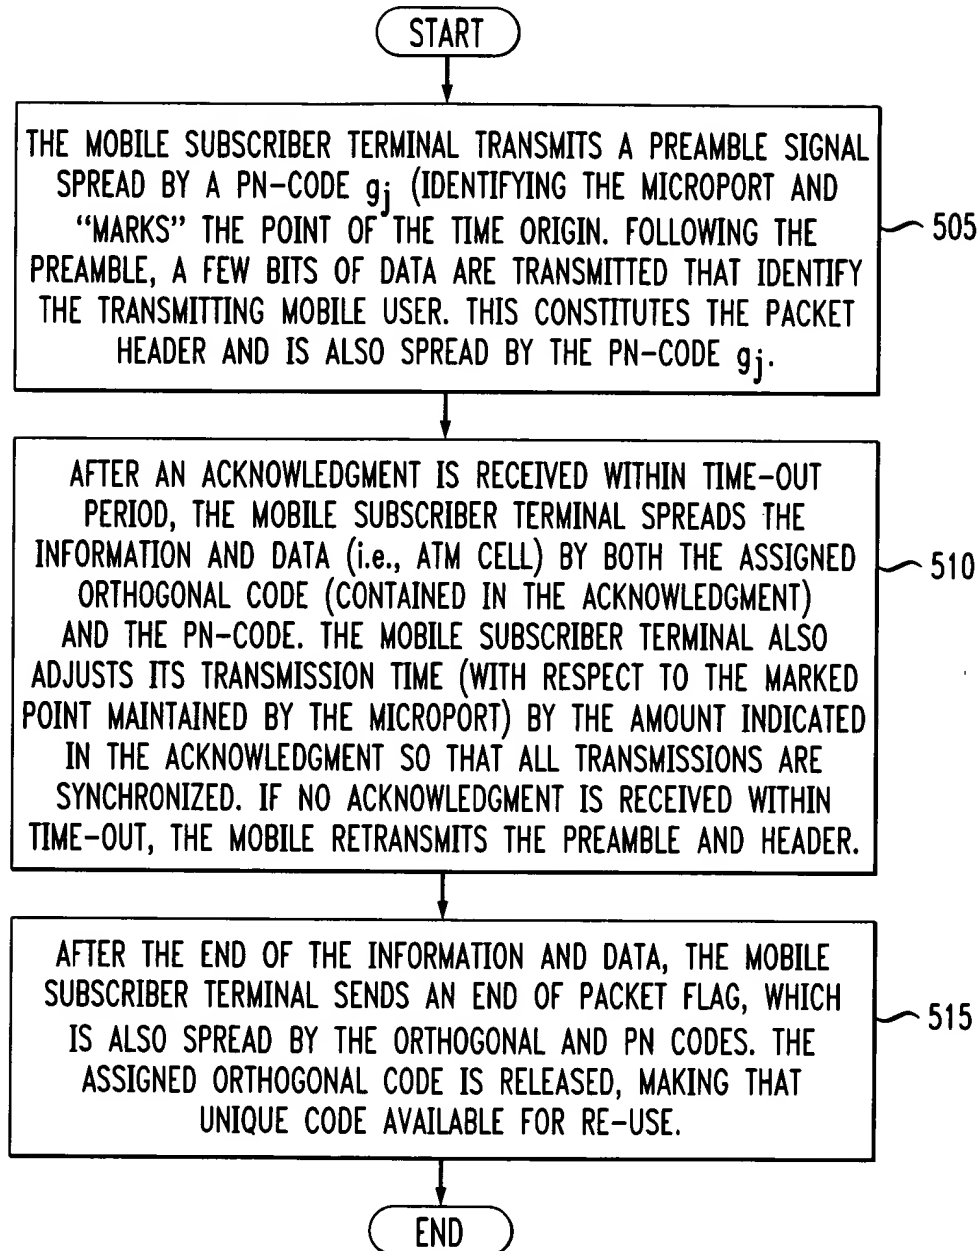 START
THE MOBILE SUBSCRIBER TERMINAL TRANSMITS A PREAMBLE SIGNAL
SPREAD BY A PN-CODE gj (IDENTIFYING THE MICROPORT AND
“MARKS” THE POINT OF THE TIME ORIGIN. FOLLOWING THE
PREAMBLE, A FEW BITS OF DATA ARE TRANSMITTED THAT IDENTIFY
THE TRANSMITTING MOBILE USER. THIS CONSTITUTES THE PACKET
HEADER AND IS ALSO SPREAD BY THE PN-CODE gj.
505
AFTER AN ACKNOWLEDGMENT IS RECEIVED WITHIN TIME-OUT
PERIOD, THE MOBILE SUBSCRIBER TERMINAL SPREADS THE
INFORMATION AND DATA (i.e., ATM CELL) BY BOTH THE ASSIGNED
ORTHOGONAL CODE (CONTAINED IN THE ACKNOWLEDGMENT)
AND THE PN-CODE. THE MOBILE SUBSCRIBER TERMINAL ALSO
ADJUSTS ITS TRANSMISSION TIME (WITH RESPECT TO THE MARKED
POINT MAINTAINED BY THE MICROPORT) BY THE AMOUNT INDICATED
IN THE ACKNOWLEDGMENT SO THAT ALL TRANSMISSIONS ARE
SYNCHRONIZED. IF NO ACKNOWLEDGMENT IS RECEIVED WITHIN
TIME-OUT, THE MOBILE RETRANSMITS THE PREAMBLE AND HEADER.
510
AFTER THE END OF THE INFORMATION AND DATA, THE MOBILE
SUBSCRIBER TERMINAL SENDS AN END OF PACKET FLAG, WHICH
IS ALSO SPREAD BY THE ORTHOGONAL AND PN CODES. THE
ASSIGNED ORTHOGONAL CODE IS RELEASED, MAKING THAT
UNIQUE CODE AVAILABLE FOR RE-USE.
515
END